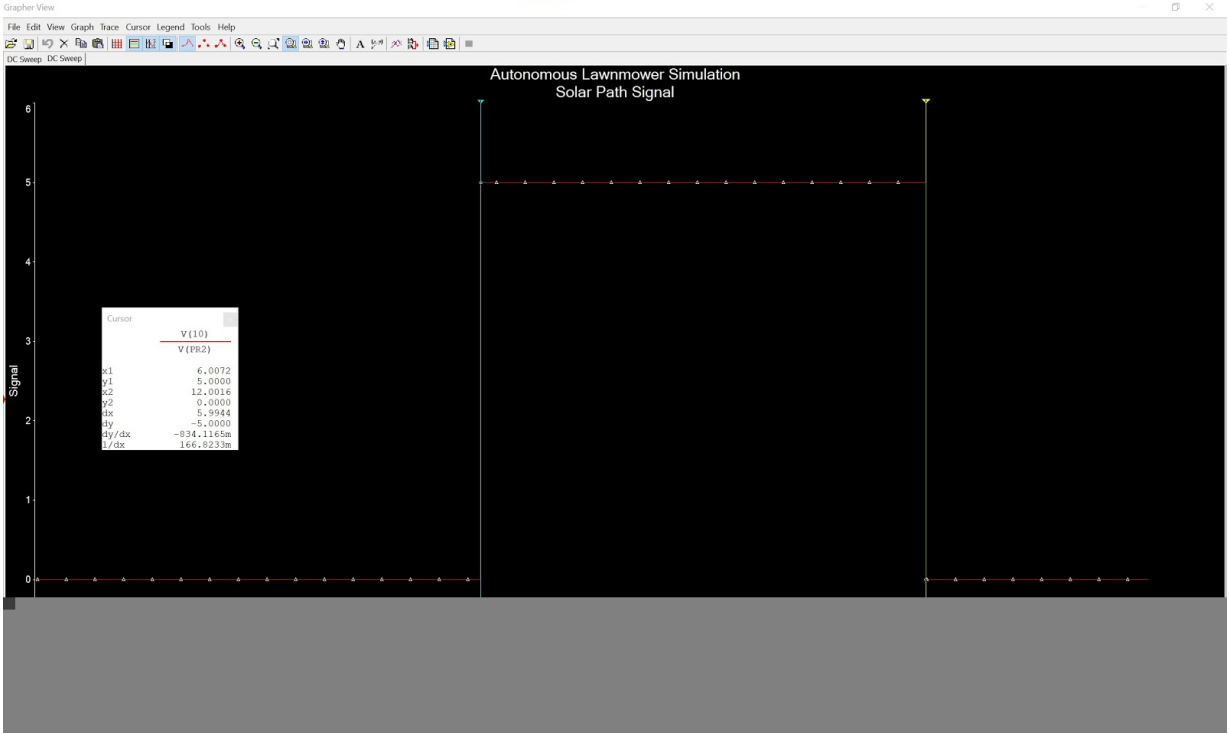 Grapher View
File Edit View Graph Trace Cursor Legend Tools Help
A
DC Sweep DC Sweep
Autonomous Lawnmower Simulation
Solar Path Signal
6
5
4
3
2
1
0
Signal
Cursor
V(10)
V(PR2)
x1 6.0072
y1 5.0000
x2 12.0016
y2 0.0000
dx 5.9944
dy -5.0000
dy/dx -834.1165m
1/dx 166.8233m